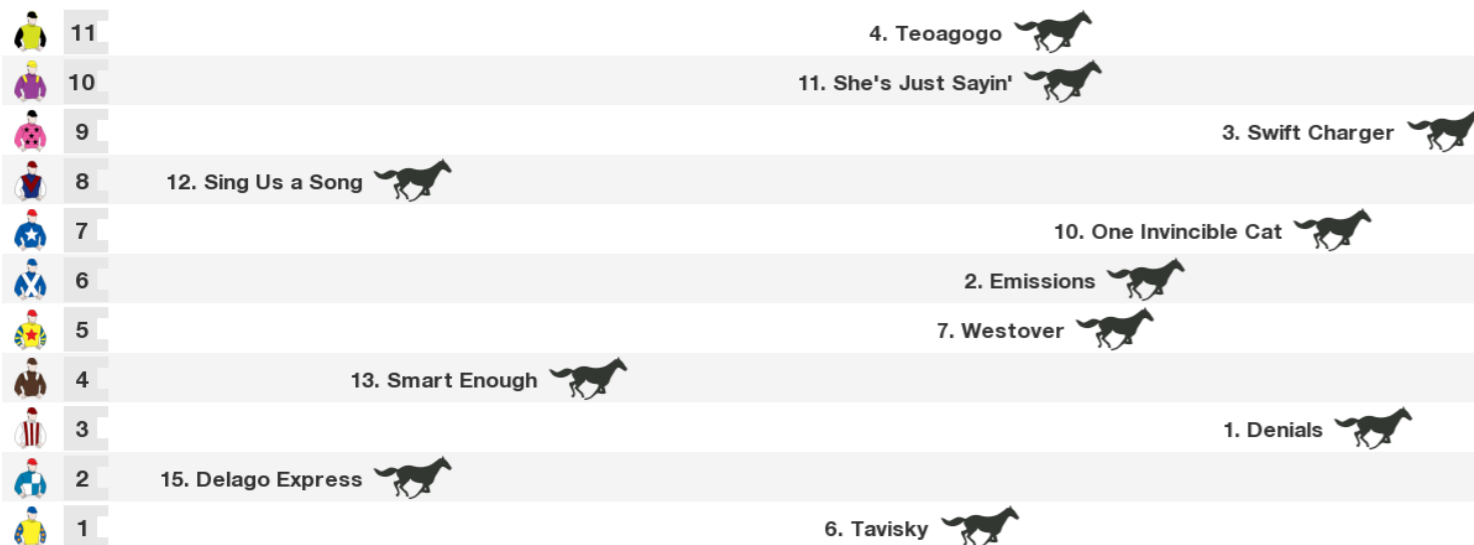 11 4. Teoagogo
10 11. She's Just Sayin'
9 3. Swift Charger
8 12. Sing Us a Song
7 10. One Invincible Cat
6 2. Emissions
5 7. Westover
4 13. Smart Enough
3 1. Denials
2 15. Delago Express
1 6. Tavisky